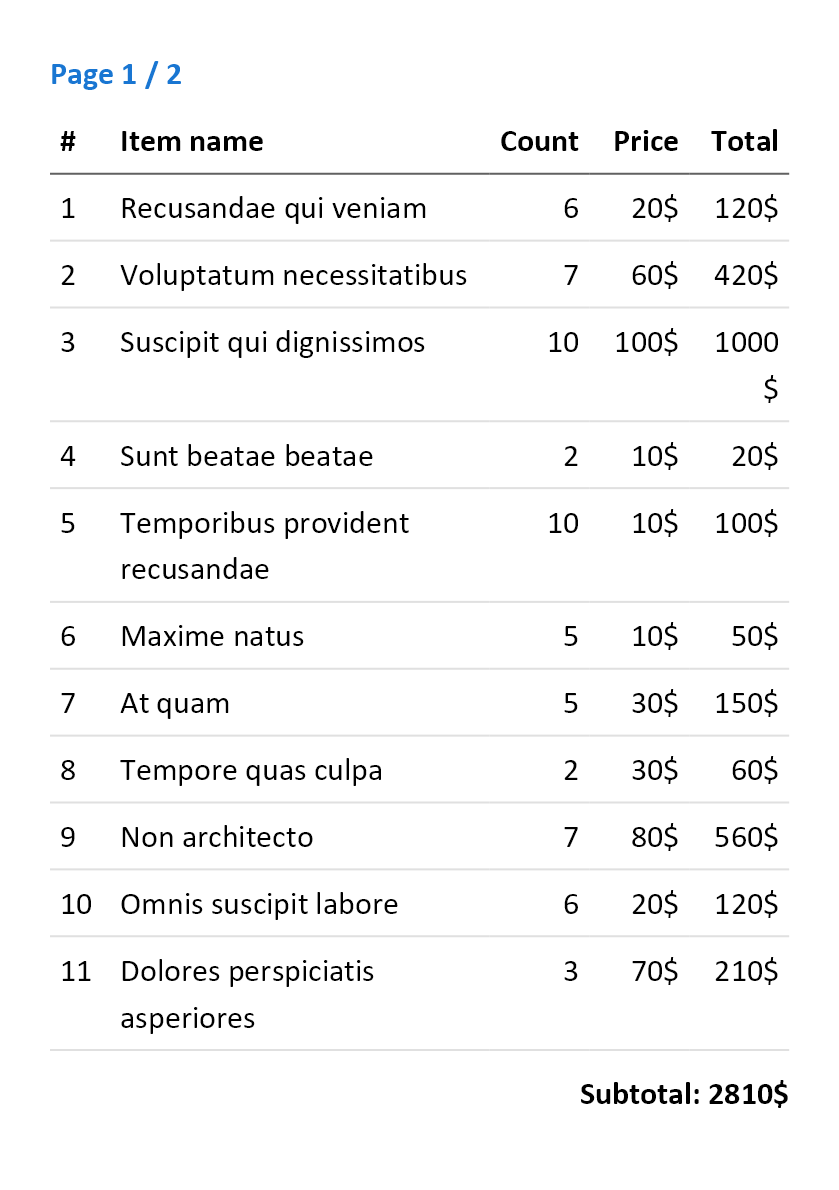 Page 1 / 2
# Item name Count Price Total
1 Recusandae qui veniam 6 20$ 120$
2 Voluptatum necessitatibus 7 60$ 420$
3 Suscipit qui dignissimos 10 100$ 1000
$
4 Sunt beatae beatae 2 10$ 20$
5 Temporibus provident 10 10$ 100$
recusandae
6 Maxime natus 5 10$ 50$
7 At quam 5 30$ 150$
8 Tempore quas culpa 2 30$ 60$
9 Non architecto 7 80$ 560$
10 Omnis suscipit labore 6 20$ 120$
11 Dolores perspiciatis 3 70$ 210$
asperiores
Subtotal: 2810$